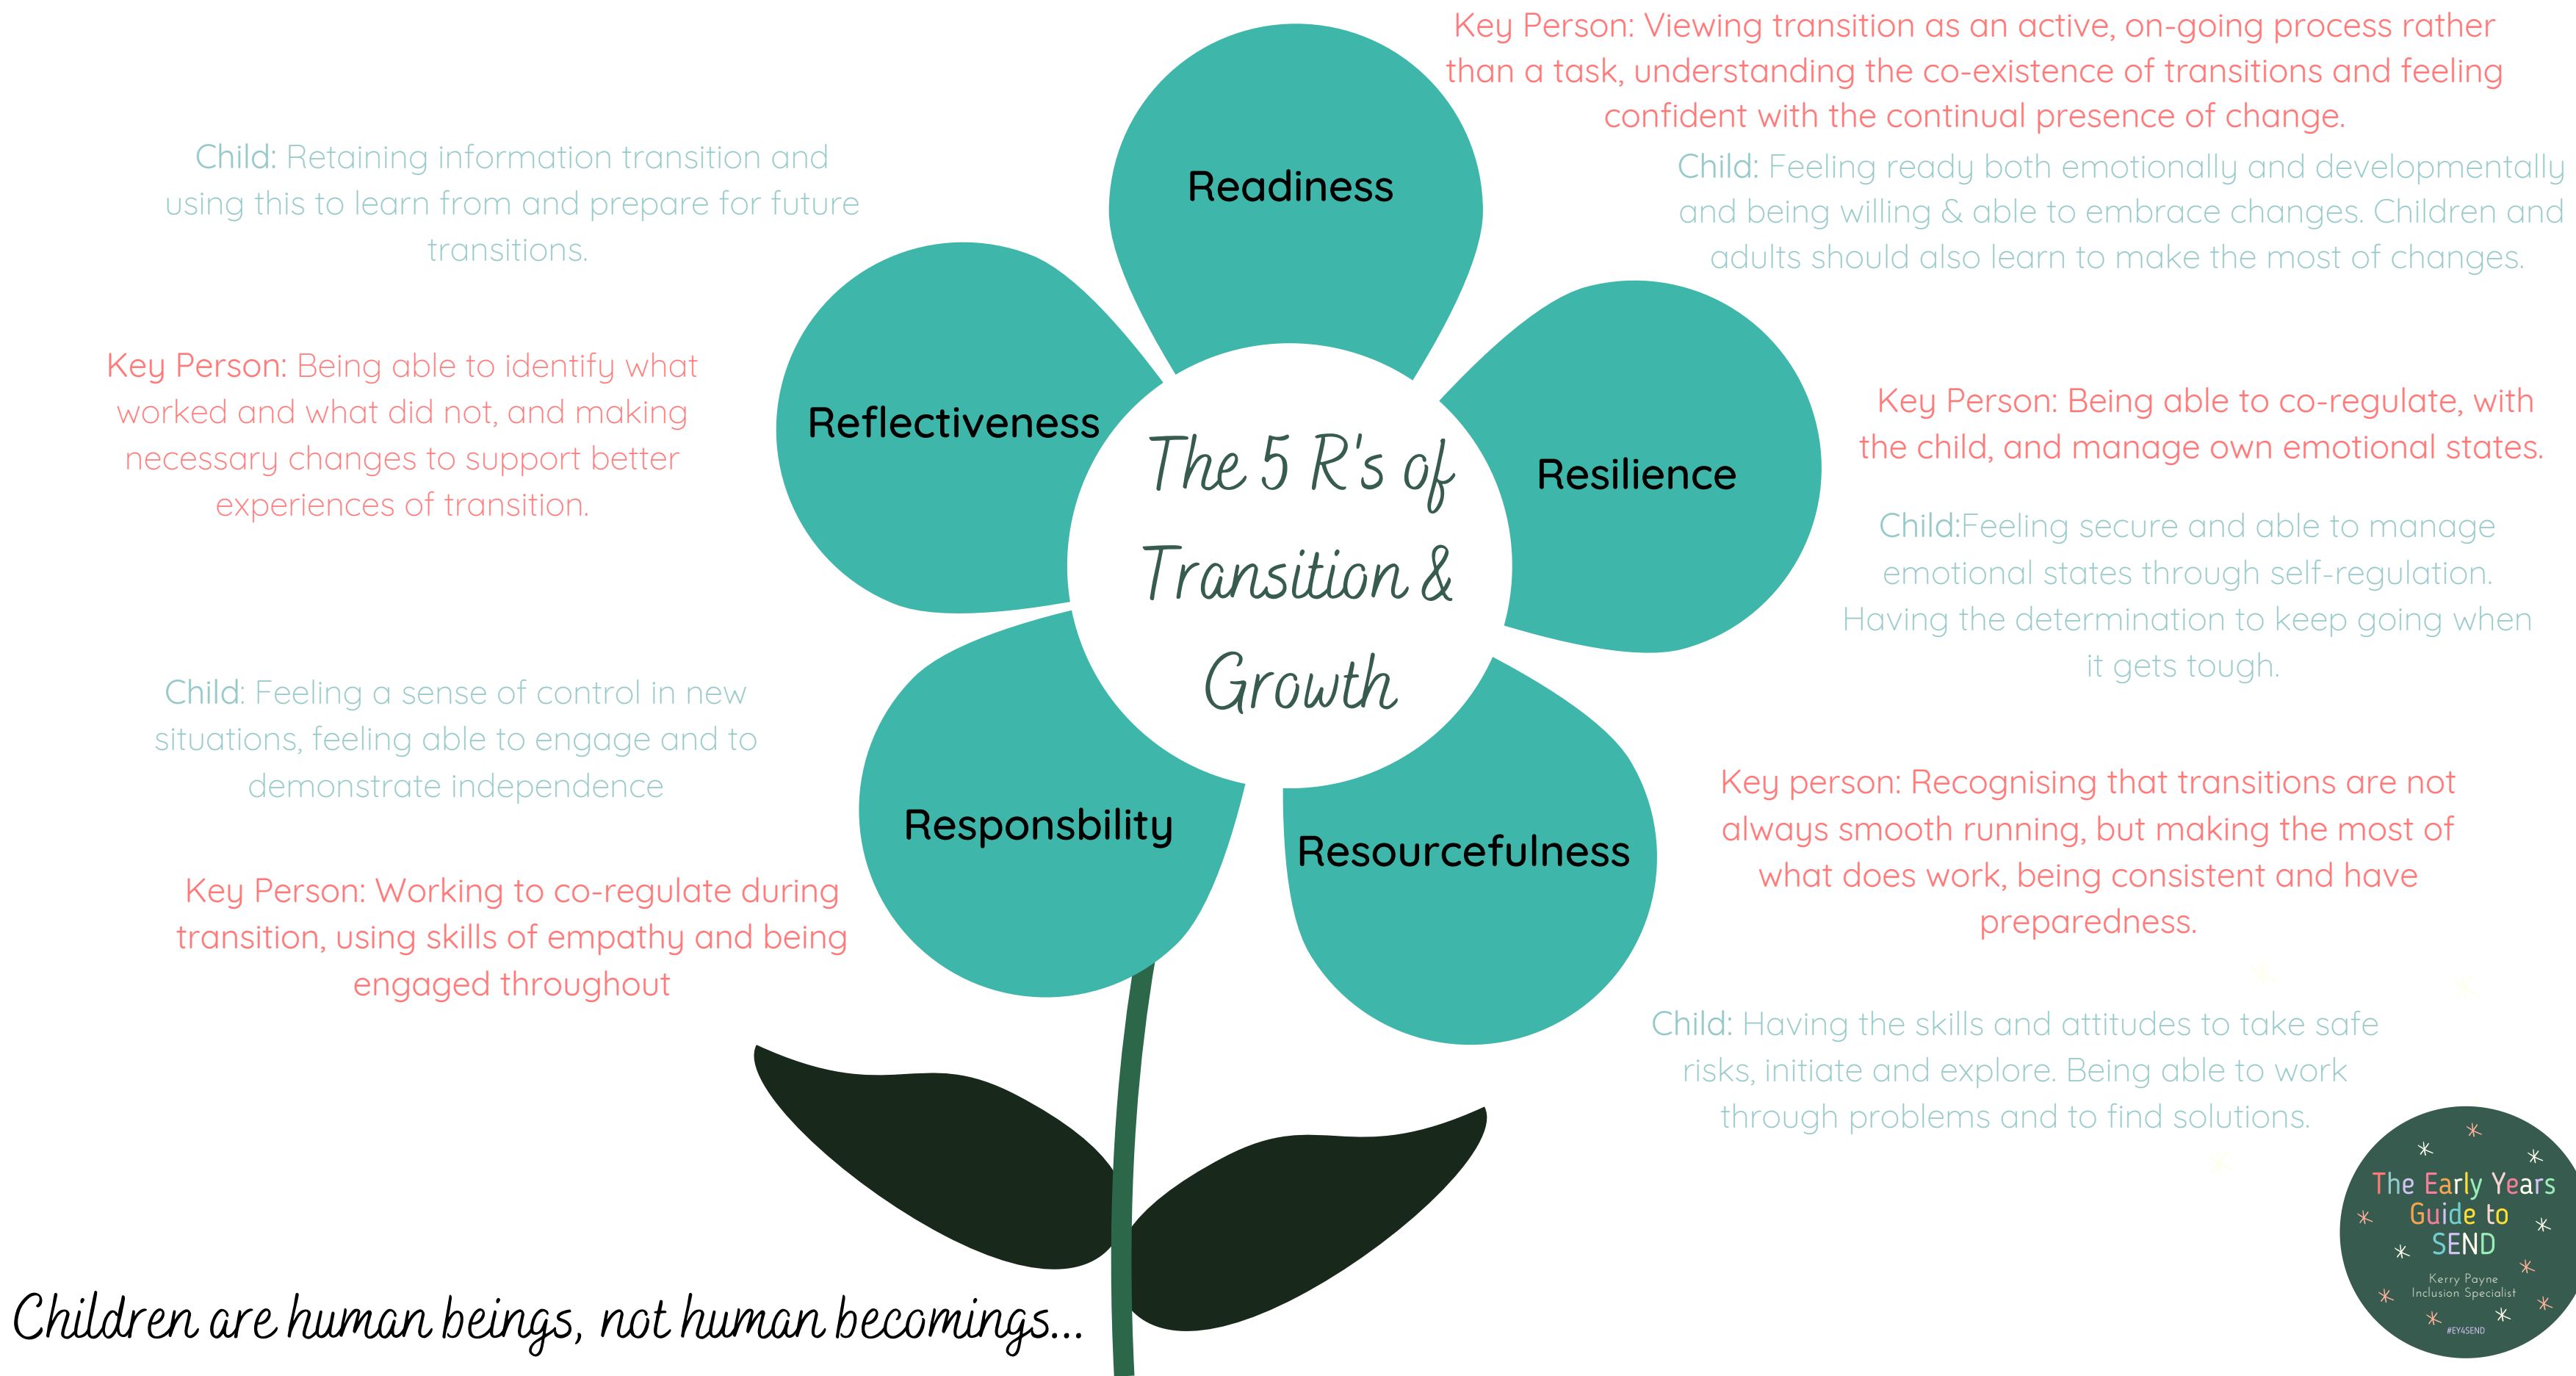 Key Person: Viewing transition as an active, on-going process rather
than a task, understanding the co-existence of transitions and feeling
confident with the continual presence of change.
Child: Feeling ready both emotionally and developmentally
and being willing & able to embrace changes. Children and
adults should also learn to make the most of changes.
Child: Retaining information transition and
using this to learn from and prepare for future
transitions.
Key Person: Being able to identify what
worked and what did not, and making
necessary changes to support better
experiences of transition.
Readiness
Reflectiveness
Resilience
The 5 R's of
Transition &
Growth
Responsbility
Resourcefulness
Key Person: Being able to co-regulate, with
the child, and manage own emotional states.
Child:Feeling secure and able to manage
emotional states through self-regulation.
Having the determination to keep going when
it gets tough.
Child: Feeling a sense of control in new
situations, feeling able to engage and to
demonstrate independence
Key Person: Working to co-regulate during
transition, using skills of empathy and being
engaged throughout
Key person: Recognising that transitions are not
always smooth running, but making the most of
what does work, being consistent and have
preparedness.
Child: Having the skills and attitudes to take safe
risks, initiate and explore. Being able to work
through problems and to find solutions.
Children are human beings, not human becomings...
The Early Years
Guide to
SEND
Kerry Payne
Inclusion Specialist
#EY4SEND